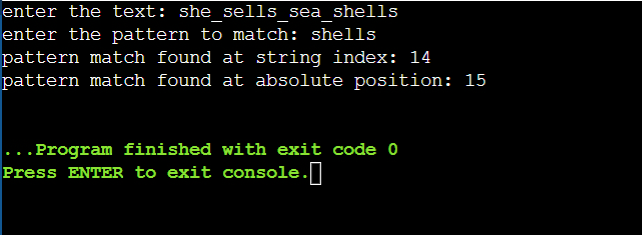 enter the text: she_sells_sea_shells
enter the pattern to match: shells
pattern match found at string index: 14
pattern match found at absolute position: 15
...Program finished with exit code 0
Press ENTER to exit console.